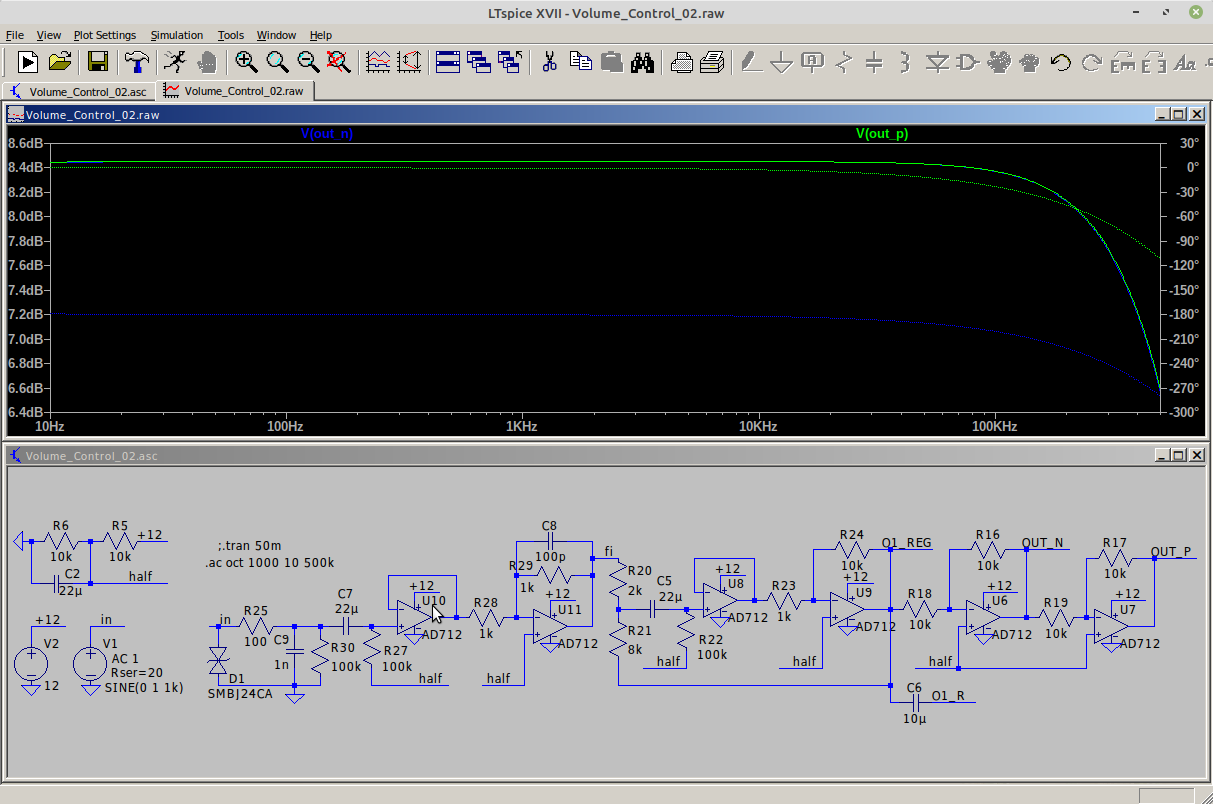 LTspice XVII - Volume_Control_02.raw
File View Plot Settings Simulation Tools Window Help
Volume_Control_02.asc Volume_Control_02.raw
Volume_Control_02.raw
V(out_n) V(out_p)
8.6dB 30°
8.4dB 0°
8.2dB -30°
8.0dB -60°
7.8dB -90°
7.6dB -120°
7.4dB -150°
7.2dB -180°
7.0dB -210°
6.8dB -240°
6.6dB -270°
6.4dB -300°
10Hz 100Hz 1KHz 10KHz 100KHz
Volume_Control_02.asc
R6 R5 +12
10k 10k
C2 half
22µ
;.tran 50m
.ac oct 1000 10 500k
+12 in
V2 V1
AC 1
Rser=20
12 SINE(0 1 1k)
in R25
100
D1
SMBJ24CA
C9
1n
R30
100k
C7
22µ
R27
100k
half
+12
U10
AD712
R28
1k
half
C8
100p
R29
1k
+12
U11
AD712
fi
R20
2k
R21
8k
C5
22µ
R22
100k
half
+12
U8
AD712
R23
1k
half
R24
10k
+12
U9
AD712
O1_REG
C6 O1_R
10µ
R18
10k
half
R16
10k
+12
U6
AD712
OUT_N
R19
10k
R17
10k
+12
U7
AD712
OUT_P